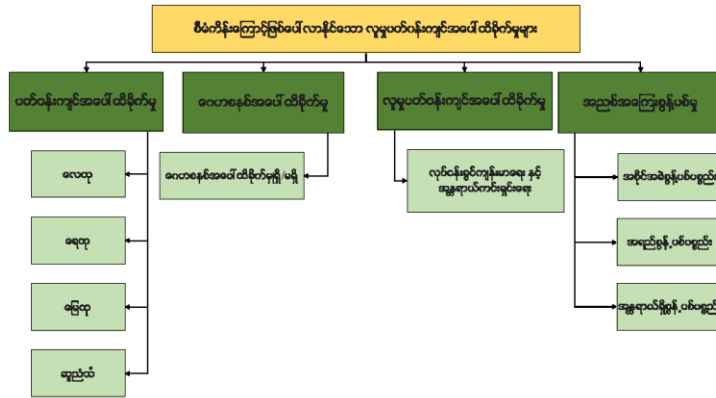 စီမံကိန်းကြောင့်ဖြစ်ပေါ်လာနိုင်သော လူမှုပတ်ဝန်းကျင်အပေါ်ထိခိုက်မှုများ
ပတ်ဝန်းကျင်အပေါ်ထိခိုက်မှု
ဂေဟစနစ်အပေါ်ထိခိုက်မှု
လူမှုပတ်ဝန်းကျင်အပေါ်ထိခိုက်မှု
အညစ်အကြေးစွန့်ပစ်မှု
လေထု
ရေထု
မြေထု
ဆူညံသံ
ဂေဟစနစ်အပေါ်ထိခိုက်မှုရှိ/မရှိ
လုပ်ငန်းခွင်ကျန်းမာရေး နှင့်
အန္တရာယ်ကင်းရှင်းရေး
အစိုင်အခဲစွန့်ပစ်ပစ္စည်း
အရည်စွန့်ပစ်ပစ္စည်း
အန္တရာယ်ရှိစွန့်ပစ်ပစ္စည်း